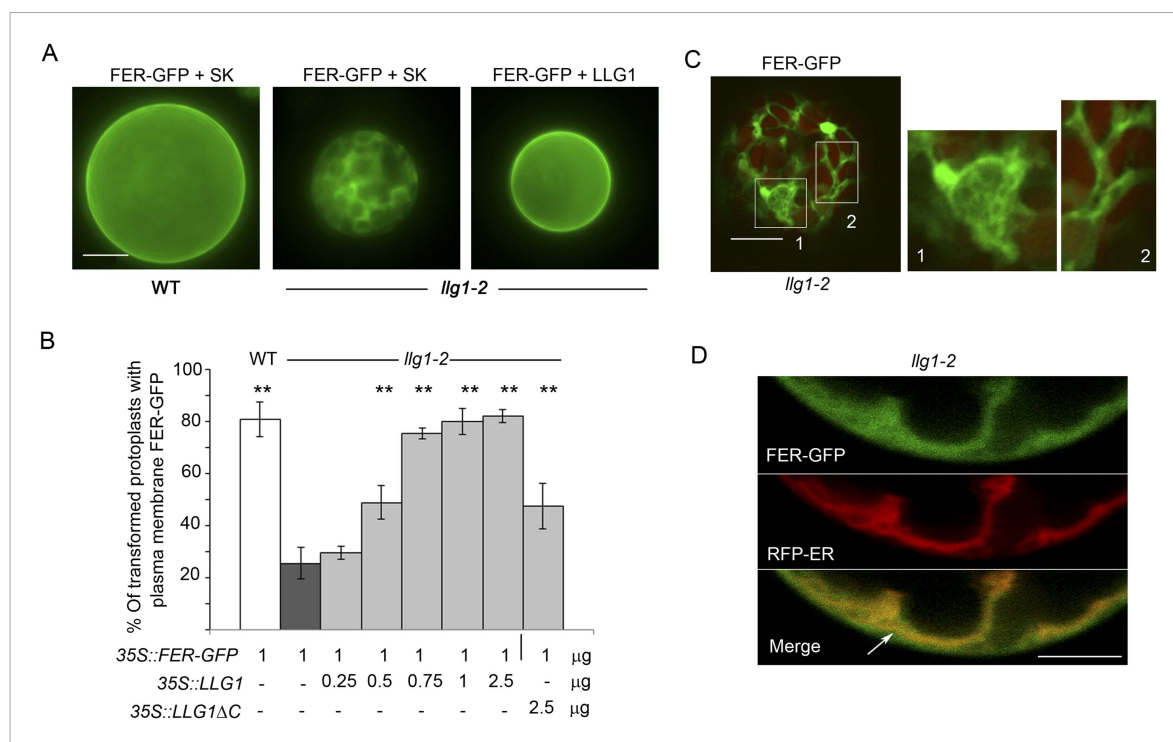 A
FER-GFP + SK
FER-GFP + SK
FER-GFP + LLG1
WT
llg1-2
C
FER-GFP
1
2
llg1-2
1
2
B
WT
llg1-2
% Of transformed protoplasts with
plasma membrane FER-GFP
100
80
60
40
20
** ** ** ** ** **
35S::FER-GFP 1 1 1 1 1 1 1 1 μg
35S::LLG1 - - 0.25 0.5 0.75 1 2.5 - μg
35S::LLG1ΔC - - - - - - - 2.5 μg
D
llg1-2
FER-GFP
RFP-ER
Merge